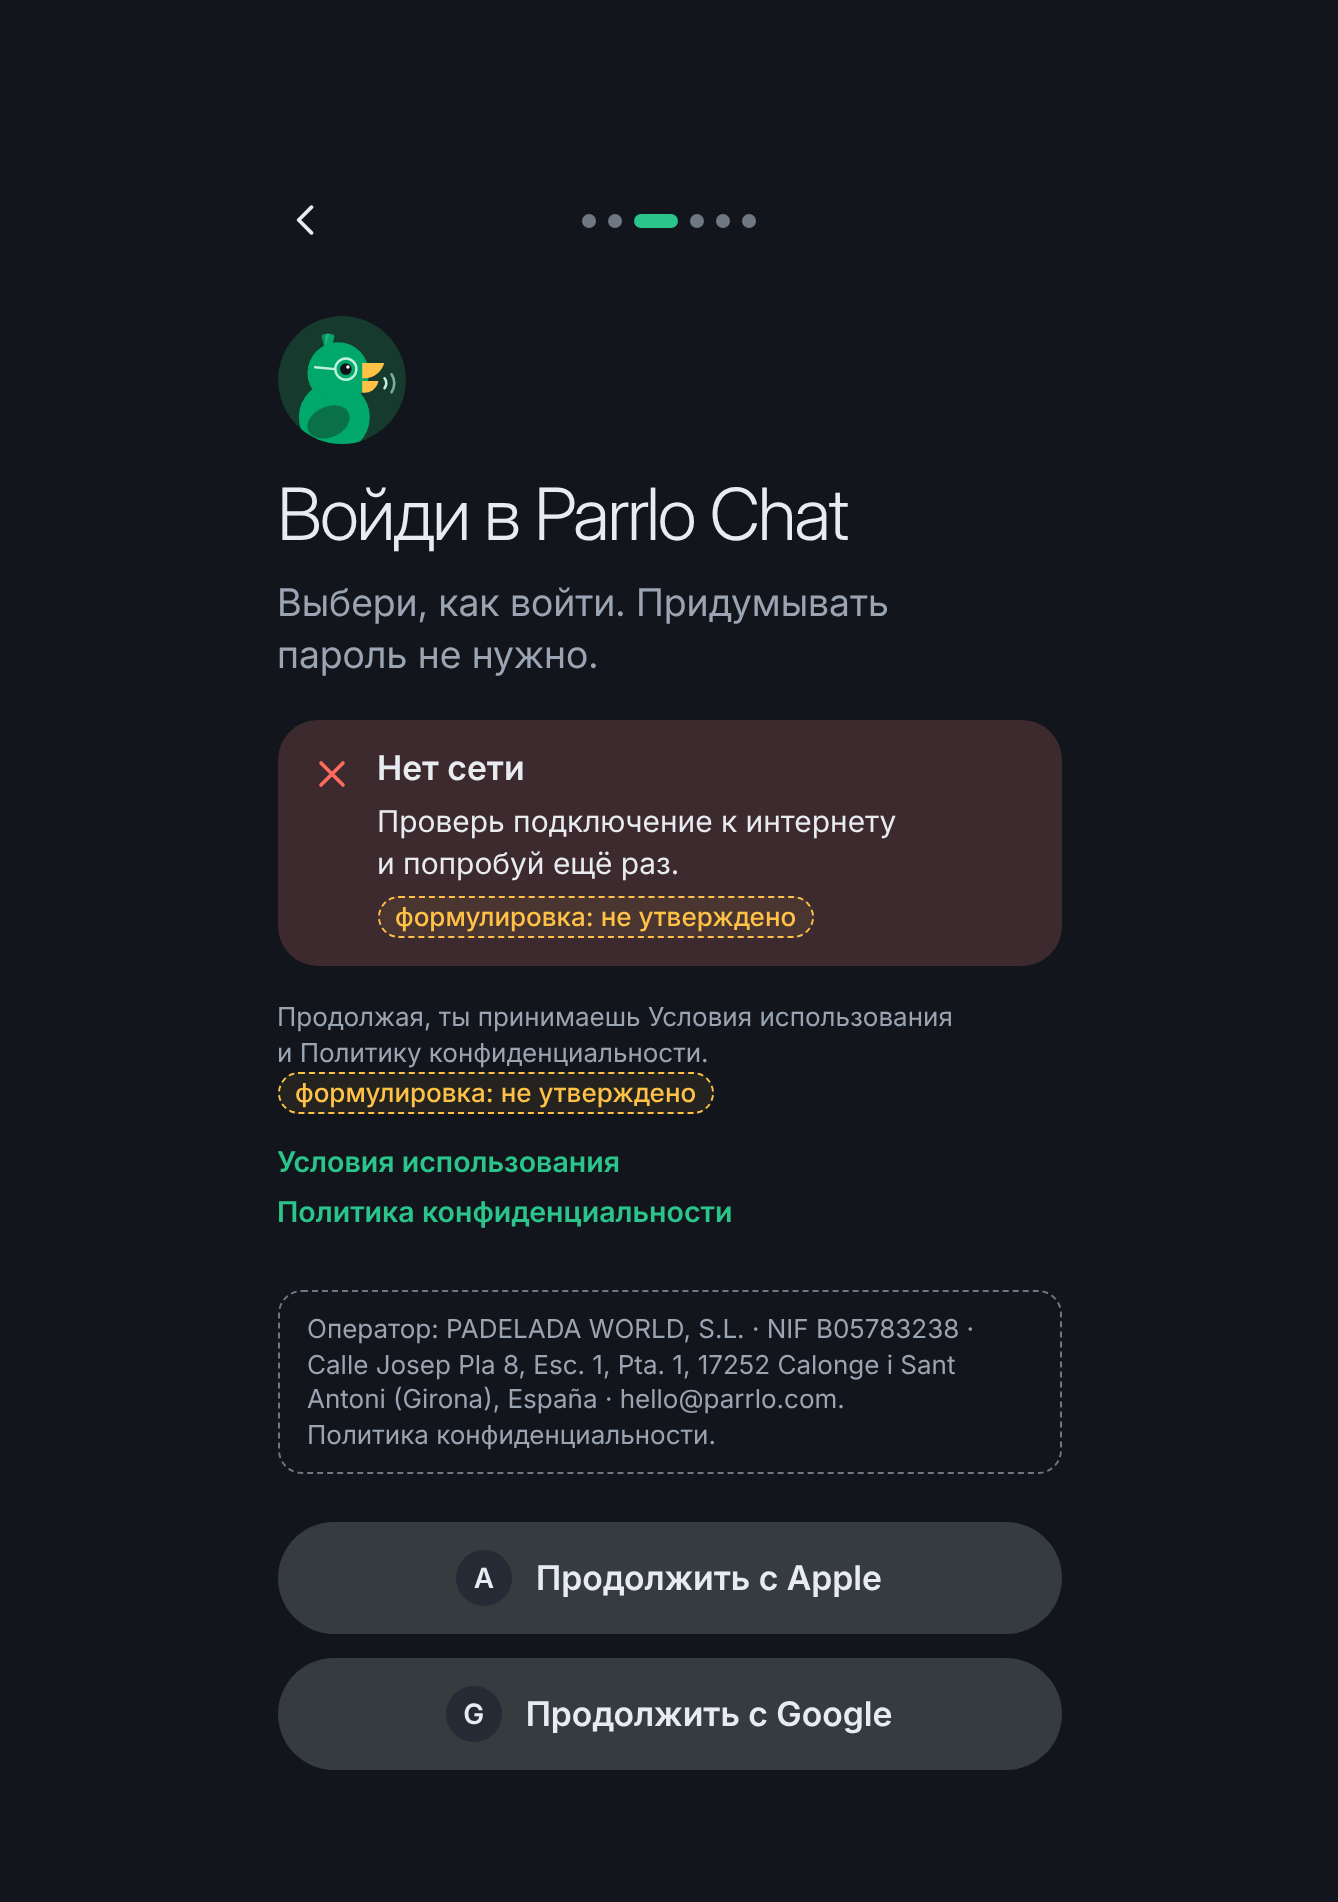 Войди в Parrlo Chat
Выбери, как войти. Придумывать
пароль не нужно.
Нет сети
Проверь подключение к интернету
и попробуй ещё раз.
формулировка: не утверждено
Продолжая, ты принимаешь Условия использования
и Политику конфиденциальности.
формулировка: не утверждено
Условия использования
Политика конфиденциальности
Оператор: PADELADA WORLD, S.L. · NIF B05783238 ·
Calle Josep Pla 8, Esc. 1, Pta. 1, 17252 Calonge i Sant
Antoni (Girona), España · hello@parrlo.com.
Политика конфиденциальности.
A Продолжить с Apple
G Продолжить с Google